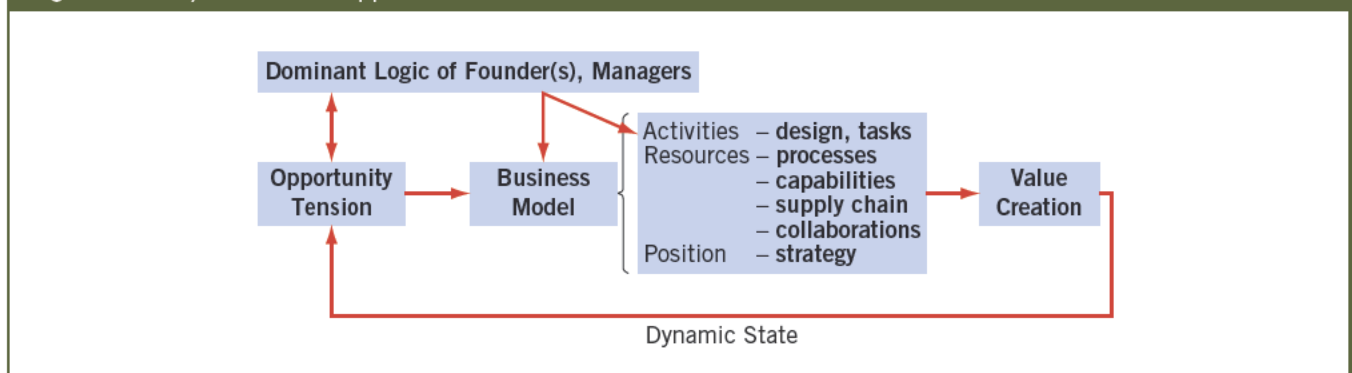 Dominant Logic of Founder(s), Managers
Opportunity
Tension
Business
Model
Activities – design, tasks
Resources – processes
– capabilities
– supply chain
– collaborations
Position – strategy
Value
Creation
Dynamic State